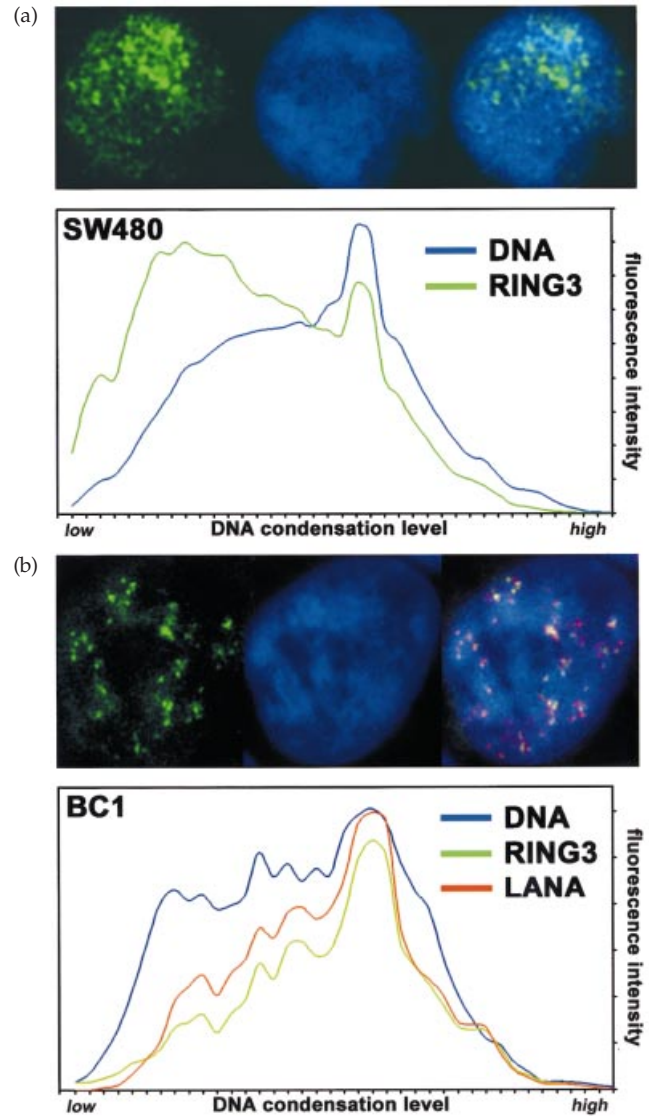 (a)
SW480
DNA
RING3
fluorescence intensity
low DNA condensation level high
(b)
BC1
DNA
RING3
LANA
fluorescence intensity
low DNA condensation level high